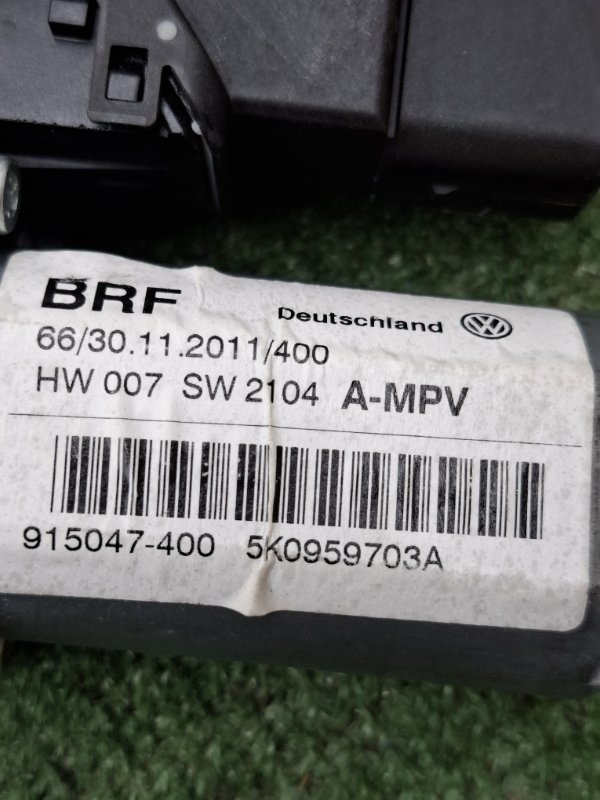 BRF Deutschland
66/30.11.2011/400
HW 007 SW 2104 A-MPV
915047-400 5K0959703A